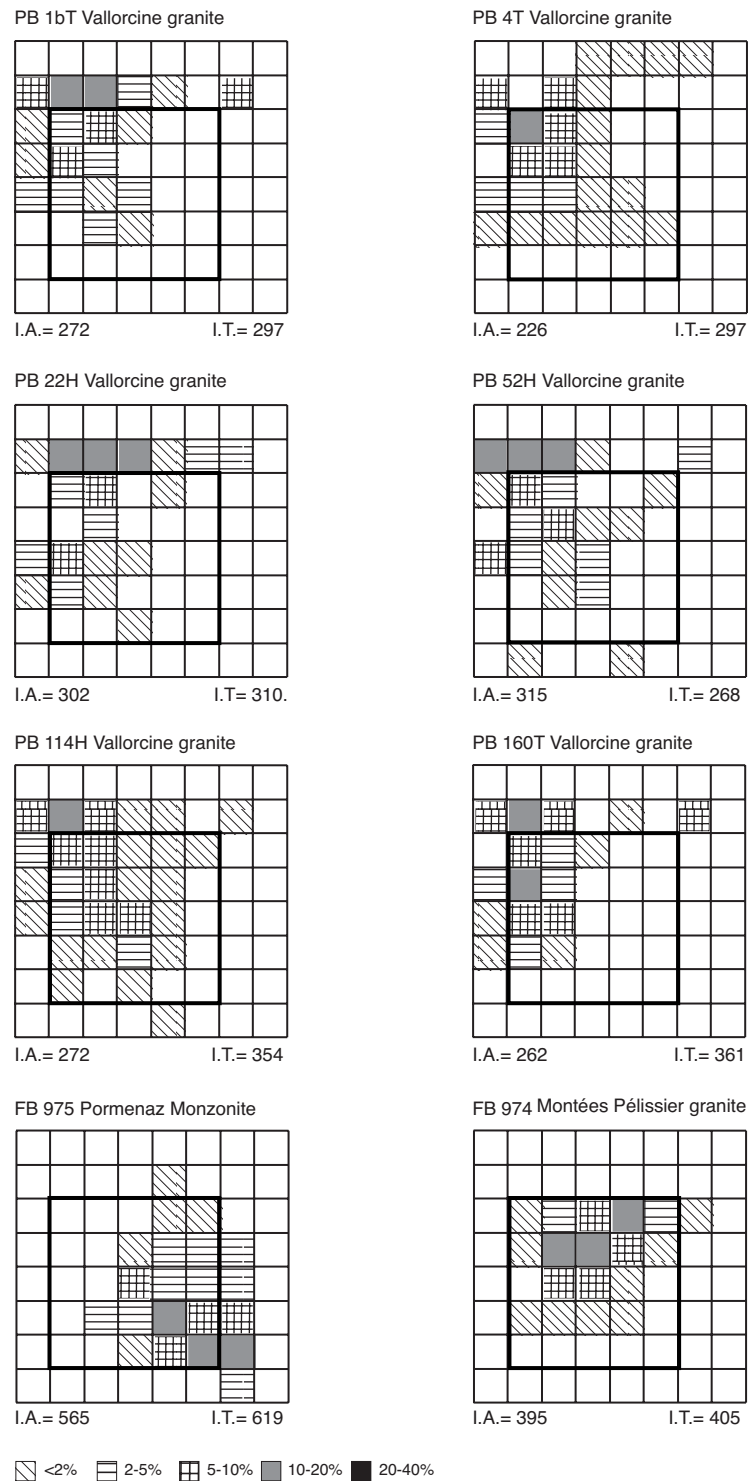 PB 1bT Vallorcine granite
PB 4T Vallorcine granite
I.A.= 272 I.T.= 297
I.A.= 226 I.T.= 297
PB 22H Vallorcine granite
PB 52H Vallorcine granite
I.A.= 302 I.T.= 310.
I.A.= 315 I.T.= 268
PB 114H Vallorcine granite
PB 160T Vallorcine granite
I.A.= 272 I.T.= 354
I.A.= 262 I.T.= 361
FB 975 Pormenaz Monzonite
FB 974 Montées Pélissier granite
I.A.= 565 I.T.= 619
I.A.= 395 I.T.= 405
<2% 2-5% 5-10% 10-20% 20-40%